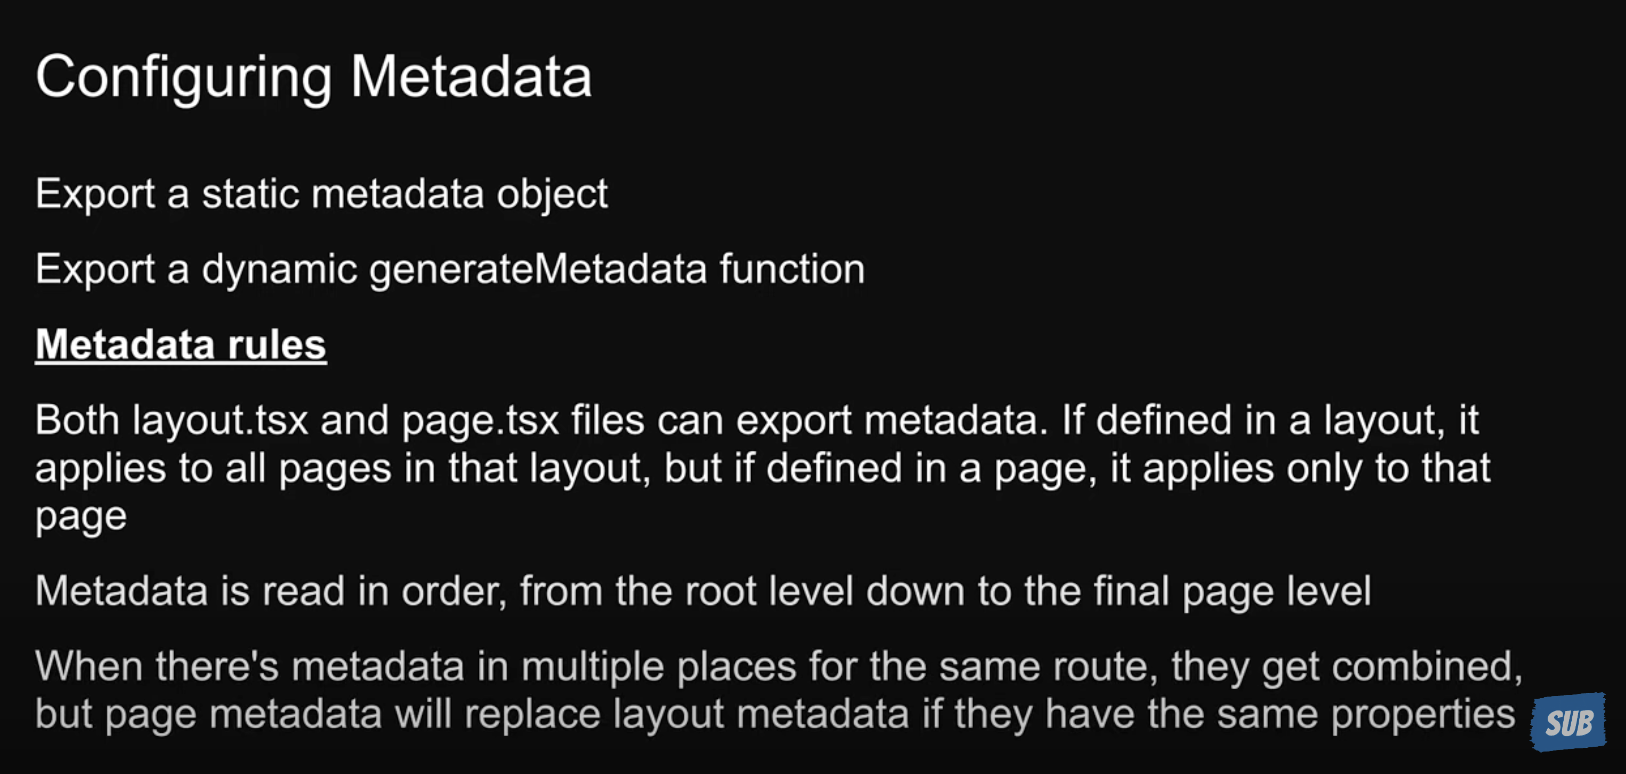 Configuring Metadata
Export a static metadata object
Export a dynamic generateMetadata function
Metadata rules
Both layout.tsx and page.tsx files can export metadata. If defined in a layout, it
applies to all pages in that layout, but if defined in a page, it applies only to that
page
Metadata is read in order, from the root level down to the final page level
When there's metadata in multiple places for the same route, they get combined,
but page metadata will replace layout metadata if they have the same properties
SUB